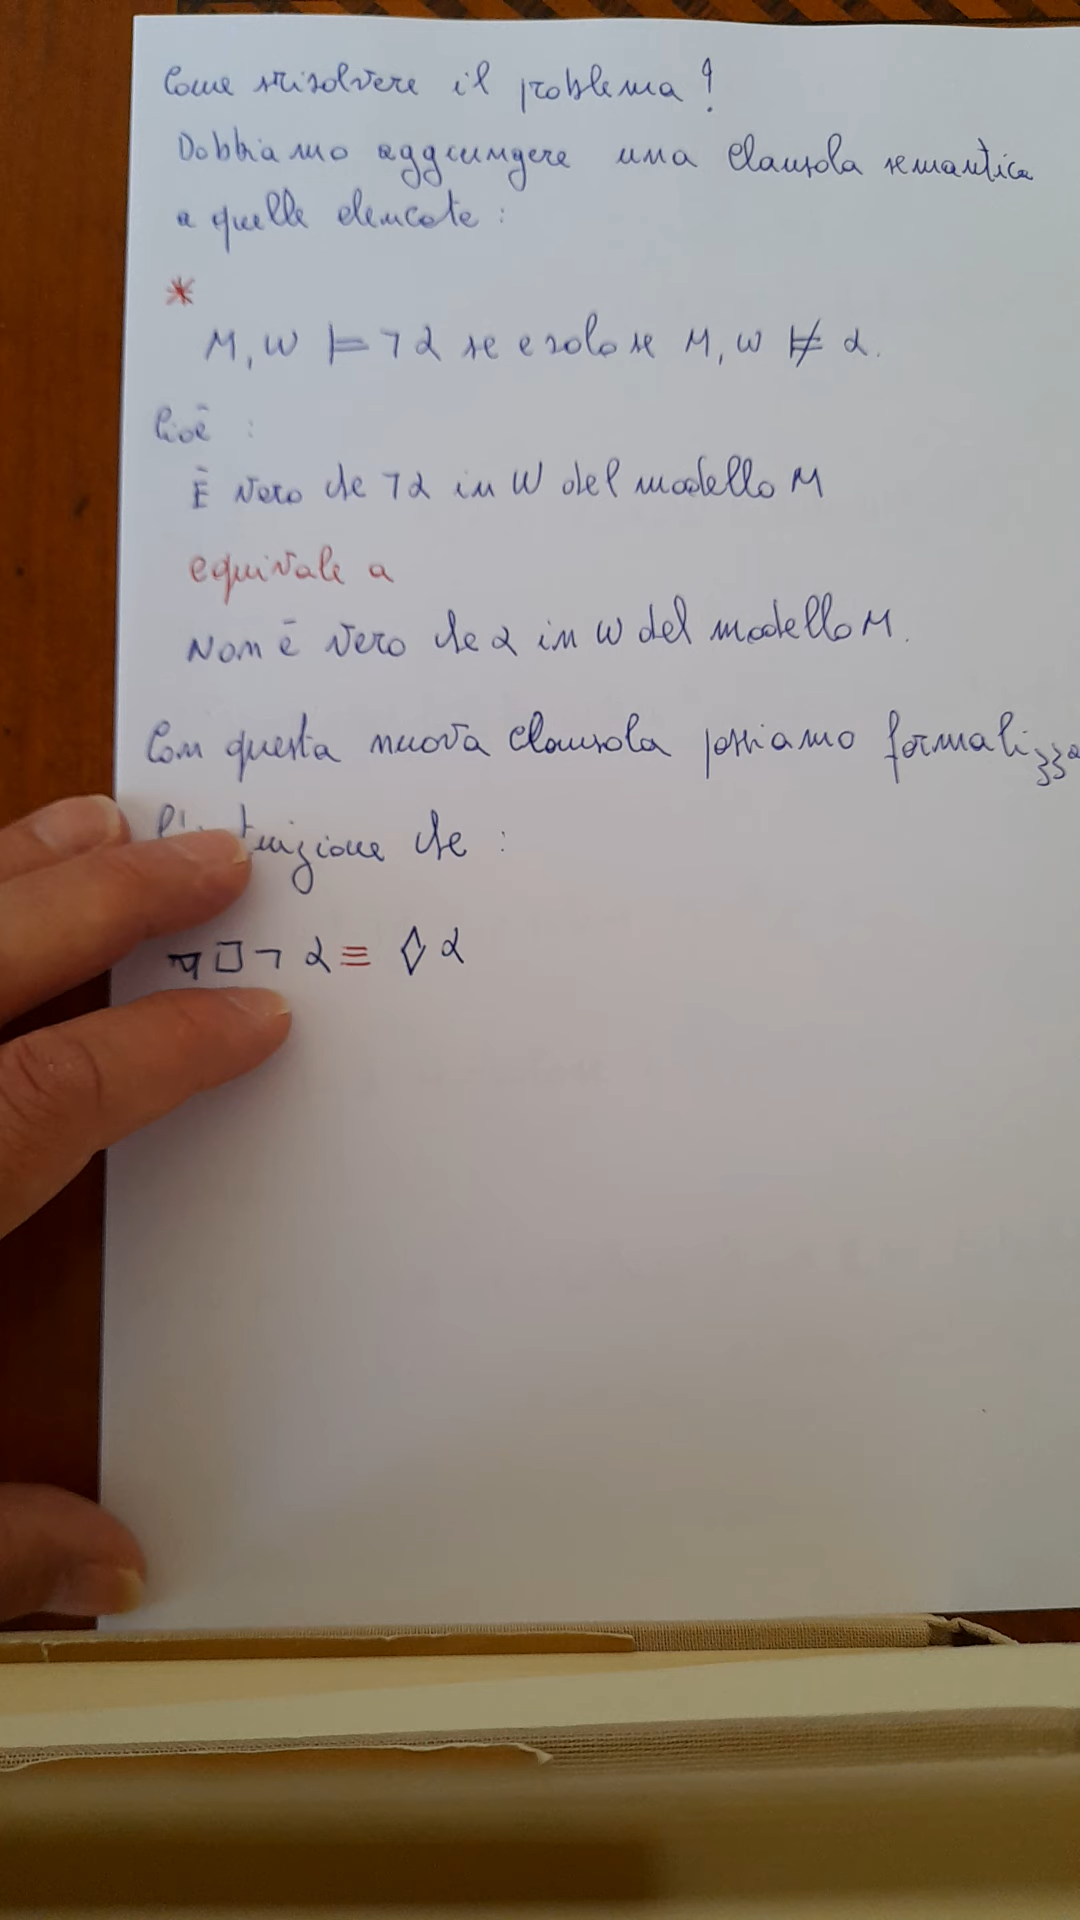 Come risolvere il problema?
Dobbiamo aggiungere una clausola semantica
a quelle elencate:
*
M, w ⊨ ¬ α se e solo se M, w ⊭ α.
Cioè :
È vero che ¬ α in W del modello M
equivale a
Non è vero che α in W del modello M.
Con questa nuova clausola possiamo formalizza
che :
¬ □ ¬ α ≡ ◊ α